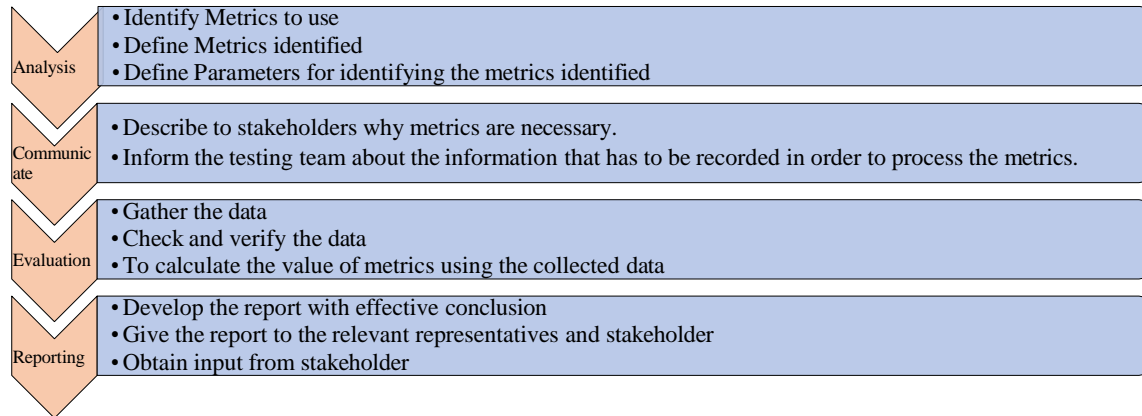 Analysis
• Identify Metrics to use
• Define Metrics identified
• Define Parameters for identifying the metrics identified
Communic
ate
• Describe to stakeholders why metrics are necessary.
• Inform the testing team about the information that has to be recorded in order to process the metrics.
Evaluation
• Gather the data
• Check and verify the data
• To calculate the value of metrics using the collected data
Reporting
• Develop the report with effective conclusion
• Give the report to the relevant representatives and stakeholder
• Obtain input from stakeholder